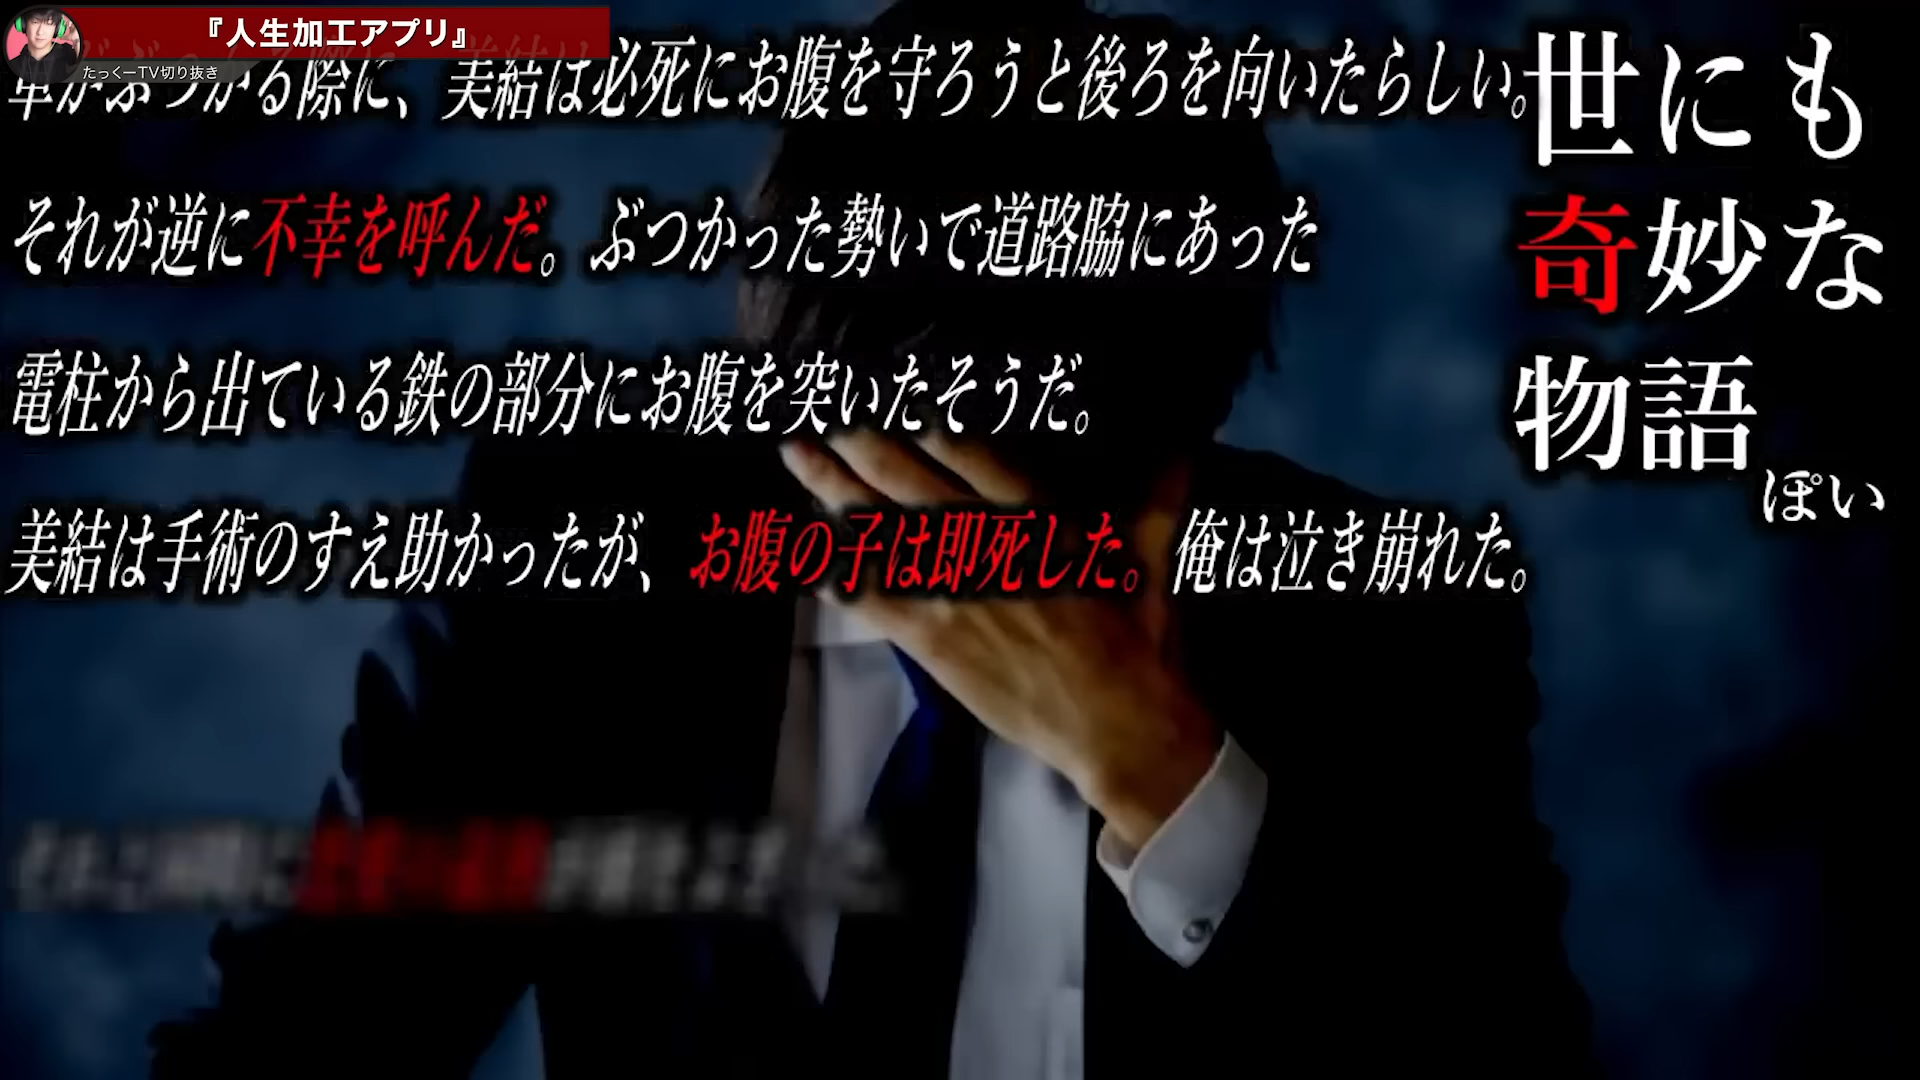 『人生加工アプリ』
たっくーTV切り抜き
車がぶつかる際に、美結は必死にお腹を守ろうと後ろを向いたらしい。
それが逆に不幸を呼んだ。ぶつかった勢いで道路脇にあった
電柱から出ている鉄の部分にお腹を突いたそうだ。
美結は手術のすえ助かったが、お腹の子は即死した。俺は泣き崩れた。
世にも
奇妙な
物語
ぽい